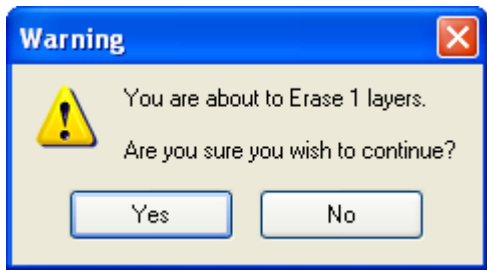 Warning
You are about to Erase 1 layers.
Are you sure you wish to continue?
Yes
No